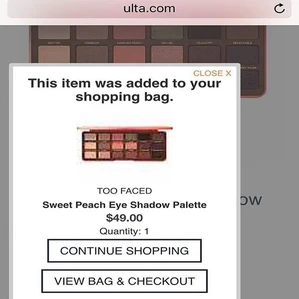 ulta.com
CLOSE X
This item was added to your
shopping bag.
TOO FACED
Sweet Peach Eye Shadow Palette
$49.00
Quantity: 1
CONTINUE SHOPPING
VIEW BAG & CHECKOUT
ow